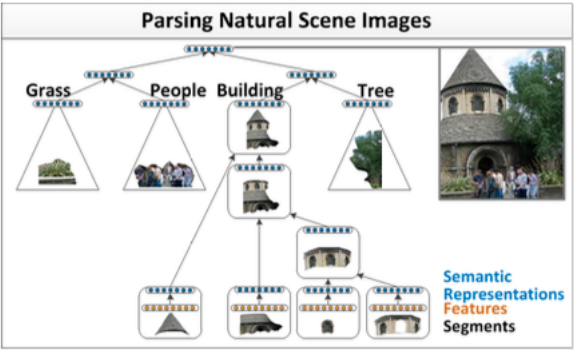 Parsing Natural Scene Images
Grass
People
Building
Tree
Semantic
Representations
Features
Segments